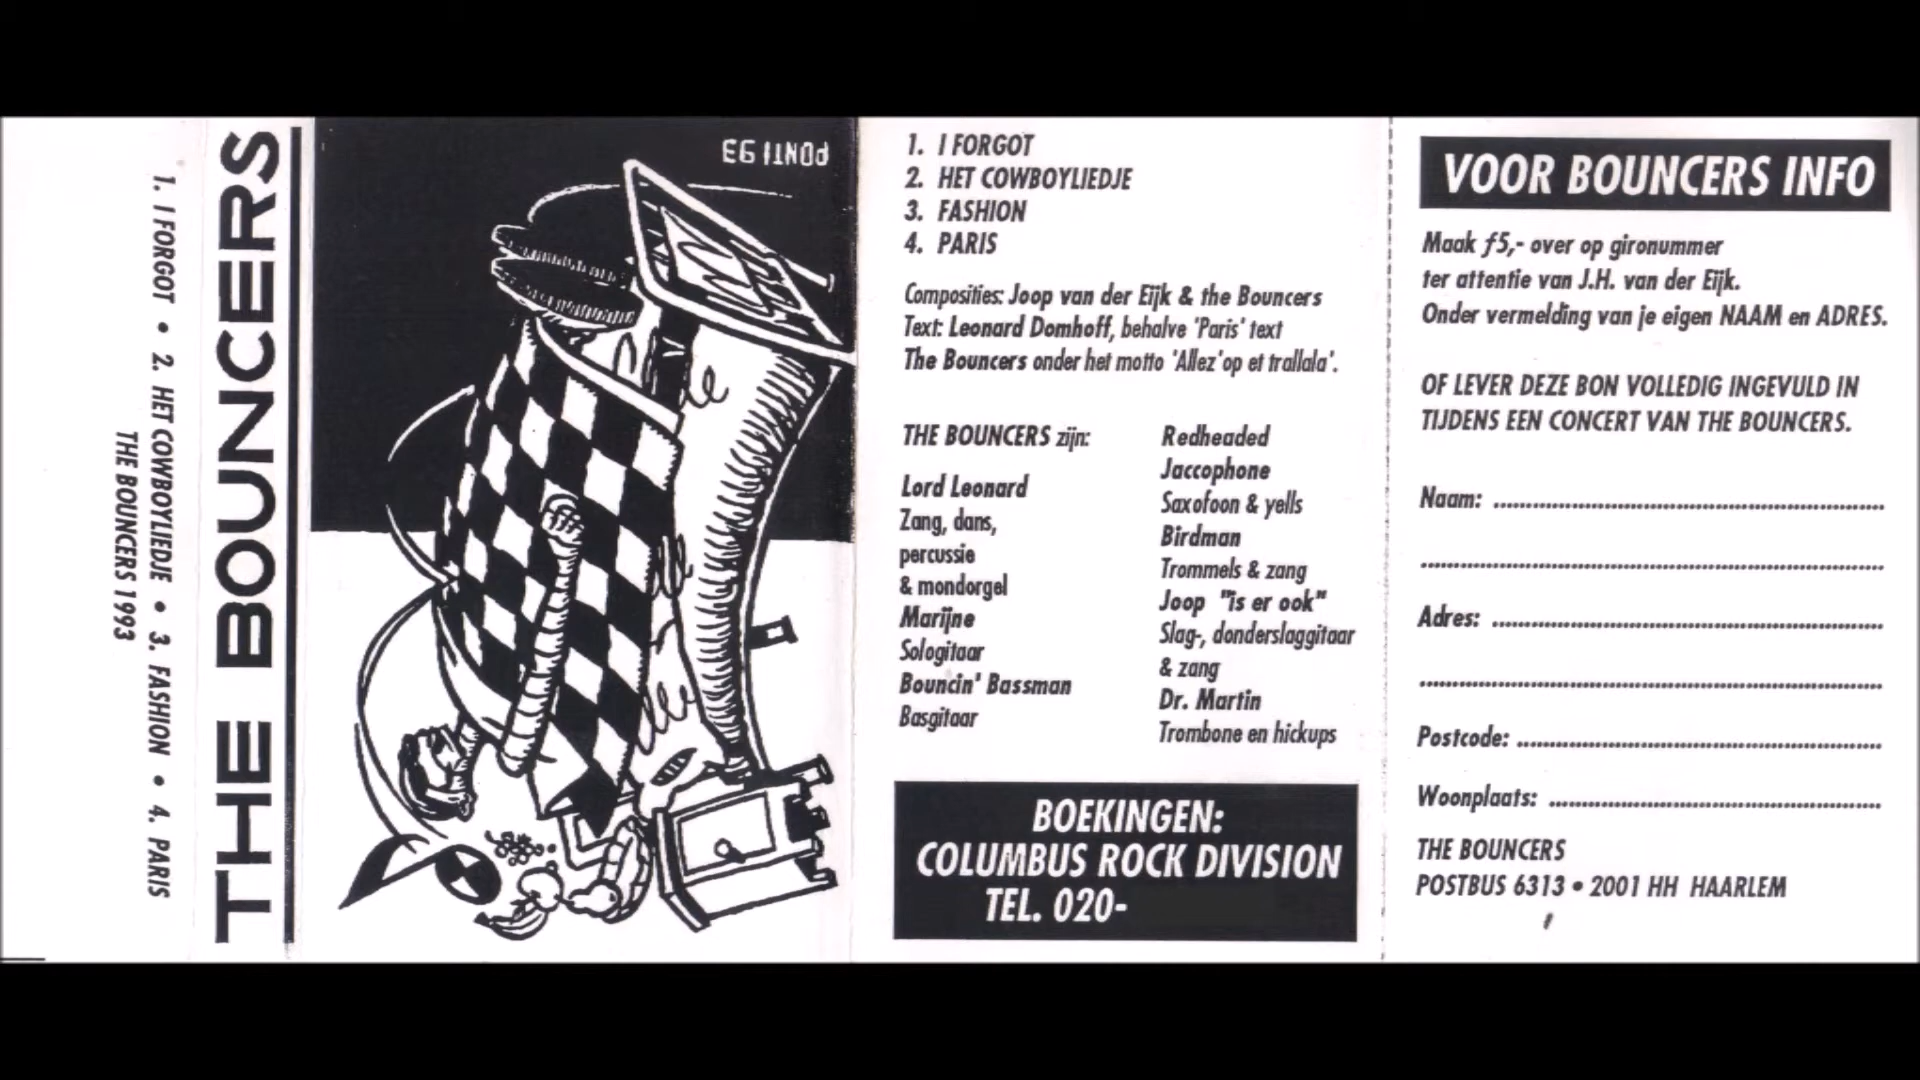 1. I FORGOT • 2. HET COWBOYLIEDJE • 3. FASHION • 4. PARIS
THE BOUNCERS 1993
THE BOUNCERS
PONTI 93
1. I FORGOT
2. HET COWBOYLIEDJE
3. FASHION
4. PARIS
Composities: Joop van der Eijk & the Bouncers
Text: Leonard Domhoff, behalve 'Paris' text
The Bouncers onder het motto 'Allez'op et trallala'.
THE BOUNCERS zijn:
Lord Leonard
Zang, dans,
percussie
& mondorgel
Marijne
Sologitaar
Bouncin' Bassman
Basgitaar
Redheaded
Jaccophone
Saxofoon & yells
Birdman
Trommels & zang
Joop "is er ook"
Slag-, donderslaggitaar
& zang
Dr. Martin
Trombone en hickups
BOEKINGEN:
COLUMBUS ROCK DIVISION
TEL. 020-
VOOR BOUNCERS INFO
Maak ƒ5,- over op gironummer
ter attentie van J.H. van der Eijk.
Onder vermelding van je eigen NAAM en ADRES.
OF LEVER DEZE BON VOLLEDIG INGEVULD IN
TIJDENS EEN CONCERT VAN THE BOUNCERS.
Naam:
Adres:
Postcode:
Woonplaats:
THE BOUNCERS
POSTBUS 6313 • 2001 HH HAARLEM